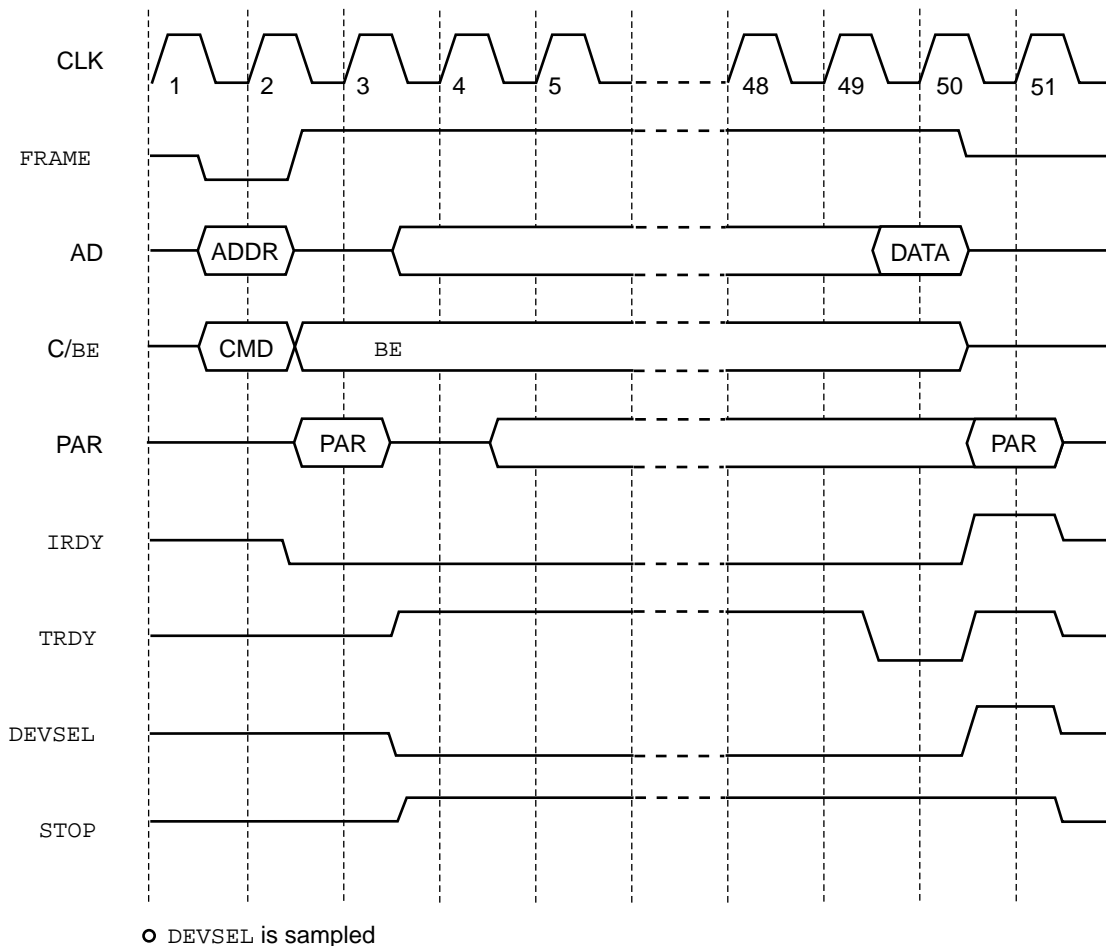 CLK
1 2 3 4 5 48 49 50 51
FRAME
AD ADDR DATA
C/BE CMD BE
PAR PAR PAR
IRDY
TRDY
DEVSEL
STOP
DEVSEL is sampled